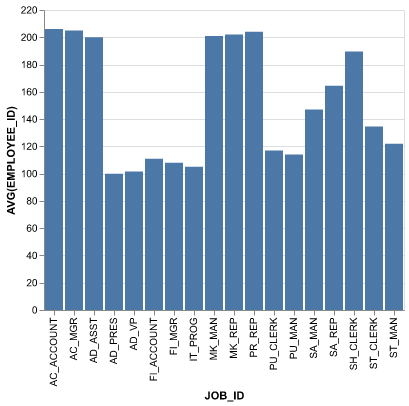 220
200
180
160
140
120
100
80
60
40
20
0
AVG(EMPLOYEE_ID)
AC_ACCOUNT
AC_MGR
AD_ASST
AD_PRES
AD_VP
FI_ACCOUNT
FI_MGR
IT_PROG
MK_MAN
MK_REP
PR_REP
PU_CLERK
PU_MAN
SA_MAN
SA_REP
SH_CLERK
ST_CLERK
ST_MAN
JOB_ID